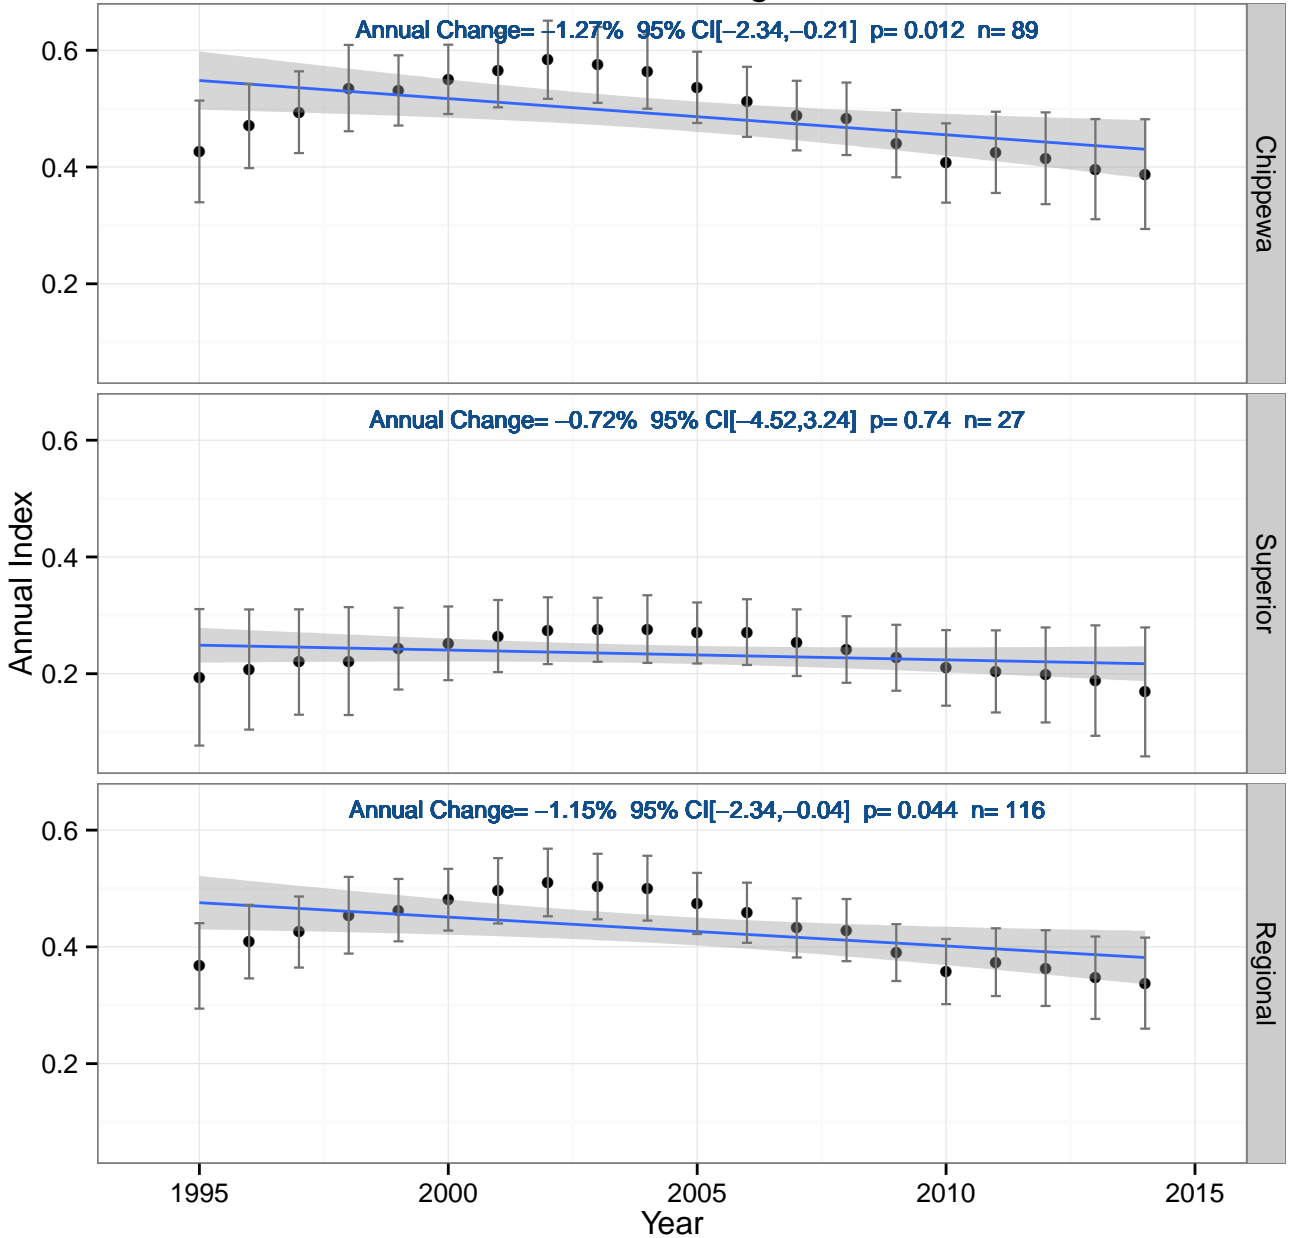 Annual Change= −1.27%  95% CI[−2.34,−0.21]  p= 0.012  n= 89
0.6
0.4
0.2
Chippewa
Annual Change= −0.72%  95% CI[−4.52,3.24]  p= 0.74  n= 27
0.6
0.4
0.2
Superior
Annual Index
Annual Change= −1.15%  95% CI[−2.34,−0.04]  p= 0.044  n= 116
0.6
0.4
0.2
Regional
1995 2000 2005 2010 2015
Year